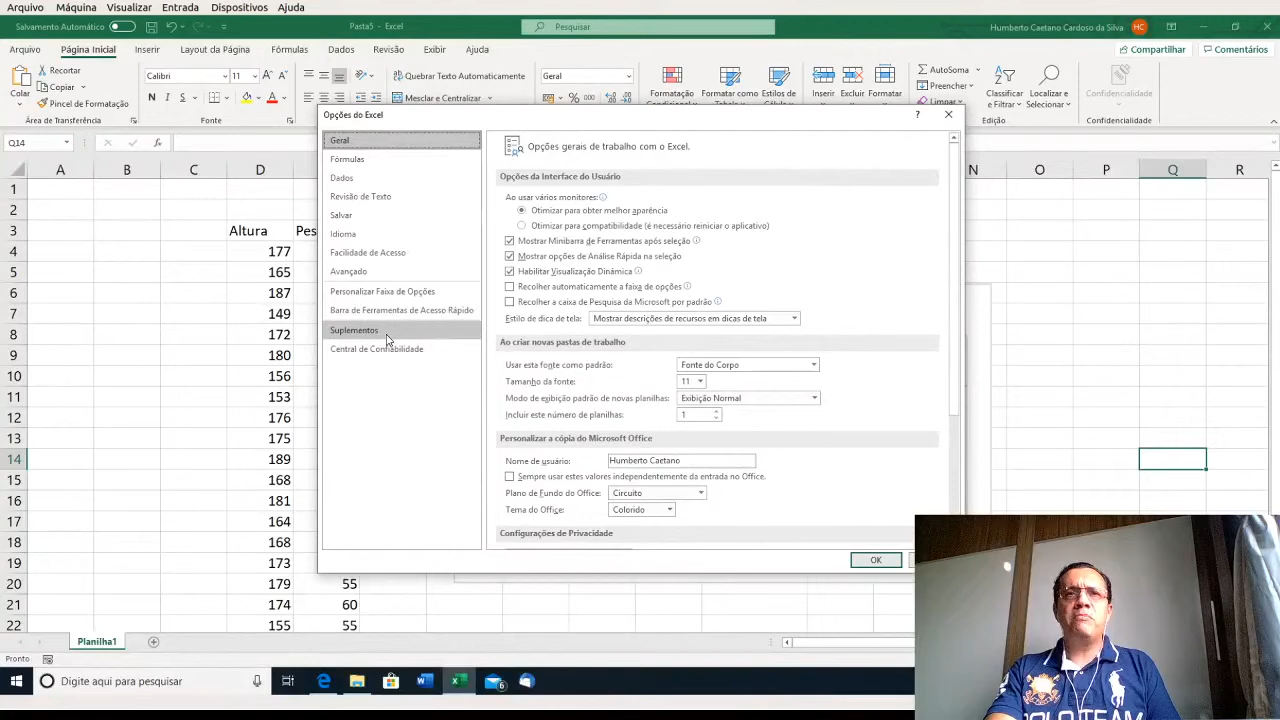 Arquivo Máquina Visualizar Entrada Dispositivos Ajuda
Salvamento Automático Pasta5 - Excel Pesquisar Humberto Caetano Cardoso da Silva HC
Arquivo Página Inicial Inserir Layout da Página Fórmulas Dados Revisão Exibir Ajuda Compartilhar Comentários
Recortar
Copiar
Pincel de Formatação
Colar
Área de Transferência
Calibri 11
N I S
Quebrar Texto Automaticamente
Mesclar e Centralizar
Geral
% 000
Formatação
Condicional
Formatar como
Tabela
Estilos de
Célula
Inserir Excluir Formatar
AutoSoma
Preencher
Limpar
Classificar
e Filtrar
Localizar e
Selecionar
Edição
Confidencialidade
Confidencialidade
Q14 fx
A B C D N O P Q R
1
2
3 Altura Pes
4 177
5 165
6 187
7 149
8 172
9 180
10 156
11 153
12 176
13 175
14 189
15 168
16 181
17 164
18 168
19 173
20 179 55
21 174 60
22 155 55
Opções do Excel ?
Geral
Fórmulas
Dados
Revisão de Texto
Salvar
Idioma
Facilidade de Acesso
Avançado
Personalizar Faixa de Opções
Barra de Ferramentas de Acesso Rápido
Suplementos
Central de Confiabilidade
Opções gerais de trabalho com o Excel.
Opções da Interface do Usuário
Ao usar vários monitores:
Otimizar para obter melhor aparência
Otimizar para compatibilidade (é necessário reiniciar o aplicativo)
Mostrar Minibarra de Ferramentas após seleção
Mostrar opções de Análise Rápida na seleção
Habilitar Visualização Dinâmica
Recolher automaticamente a faixa de opções
Recolher a caixa de Pesquisa da Microsoft por padrão
Estilo de dica de tela: Mostrar descrições de recursos em dicas de tela
Ao criar novas pastas de trabalho
Usar esta fonte como padrão: Fonte do Corpo
Tamanho da fonte: 11
Modo de exibição padrão de novas planilhas: Exibição Normal
Incluir este número de planilhas: 1
Personalizar a cópia do Microsoft Office
Nome de usuário: Humberto Caetano
Sempre usar estes valores independentemente da entrada no Office.
Plano de Fundo do Office: Circuito
Tema do Office: Colorido
Configurações de Privacidade
OK
Planilha1
Pronto
Digite aqui para pesquisar
6
POLO TEAM